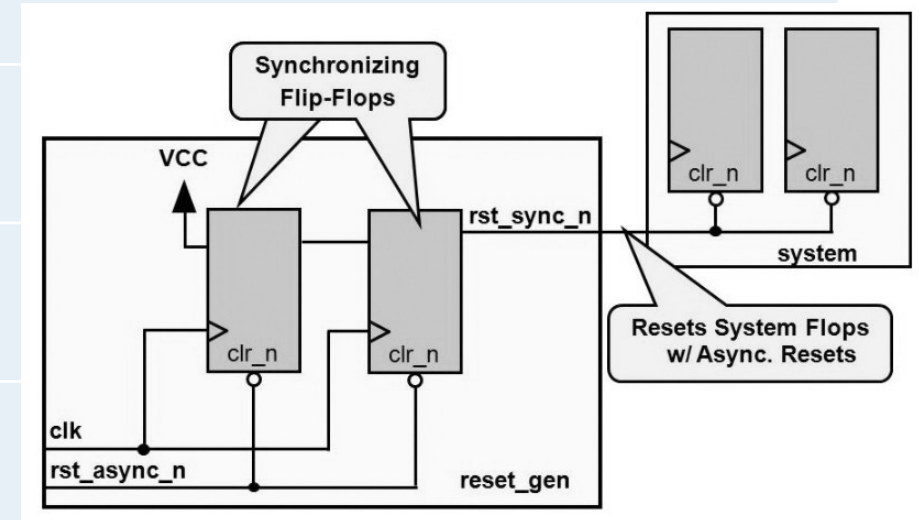 Synchronizing
Flip-Flops
VCC
clr_n
clr_n
clk
rst_async_n
reset_gen
rst_sync_n
clr_n
clr_n
system
Resets System Flops
w/ Async. Resets